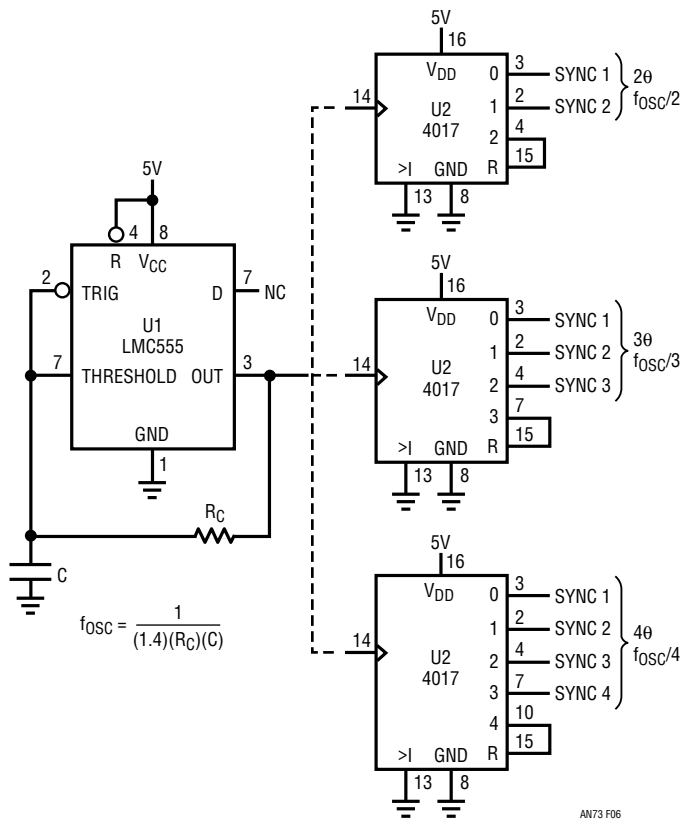 5V
4
8
R
VCC
2
TRIG
D
7
NC
U1
LMC555
7
THRESHOLD
OUT
3
GND
1
RC
C
fOSC = 1 / (1.4)(RC)(C)
5V
16
VDD
14
U2
4017
0
3
SYNC 1
1
2
SYNC 2
2
4
R
15
>I
GND
13
8
2θ
fOSC/2
5V
16
VDD
14
U2
4017
0
3
SYNC 1
1
2
SYNC 2
2
4
SYNC 3
3
7
R
15
>I
GND
13
8
3θ
fOSC/3
5V
16
VDD
14
U2
4017
0
3
SYNC 1
1
2
SYNC 2
2
4
SYNC 3
3
7
SYNC 4
4
10
R
15
>I
GND
13
8
4θ
fOSC/4
AN73 F06